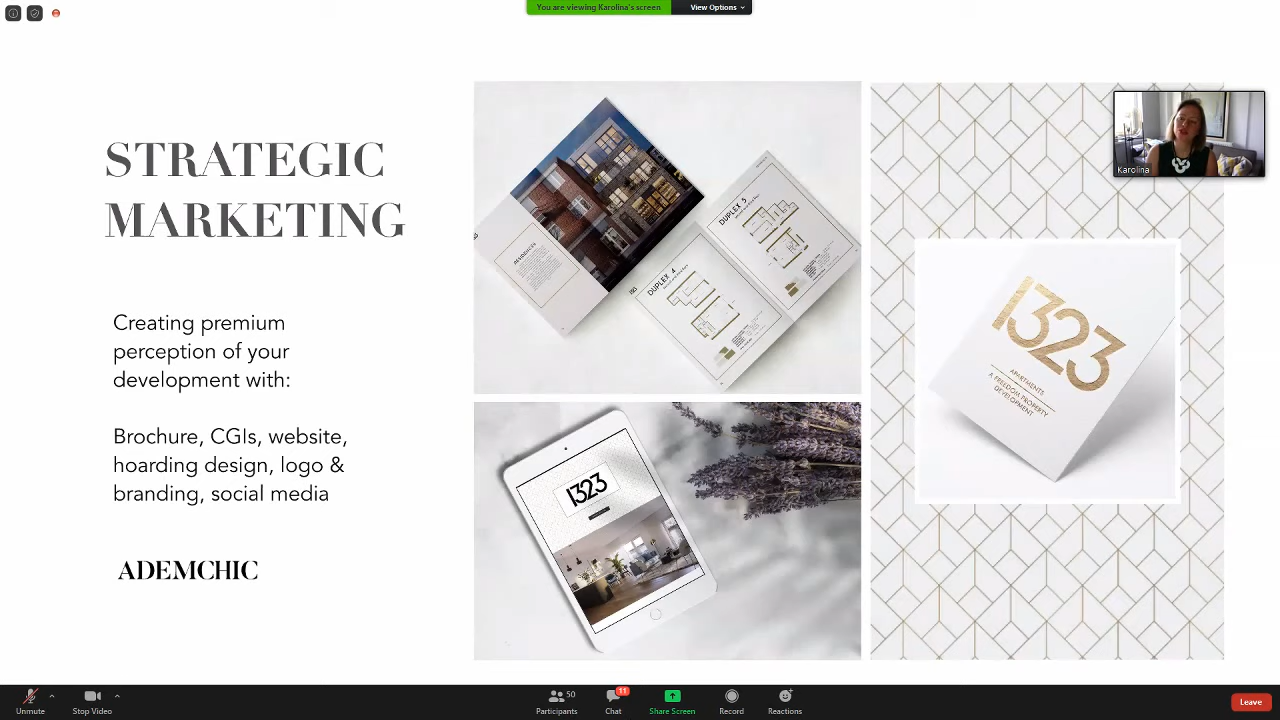 You are viewing Karolina's screen
View Options
STRATEGIC
MARKETING
Creating premium
perception of your
development with:
Brochure, CGIs, website,
hoarding design, logo &
branding, social media
ADEMCHIC
DUPLEX 5
DUPLEX 4
1323
1323
APARTMENTS
A FREEDOM PROPERTY
DEVELOPMENT
Karolina
Unmute
Stop Video
50
Participants
11
Chat
Share Screen
Record
Reactions
Leave